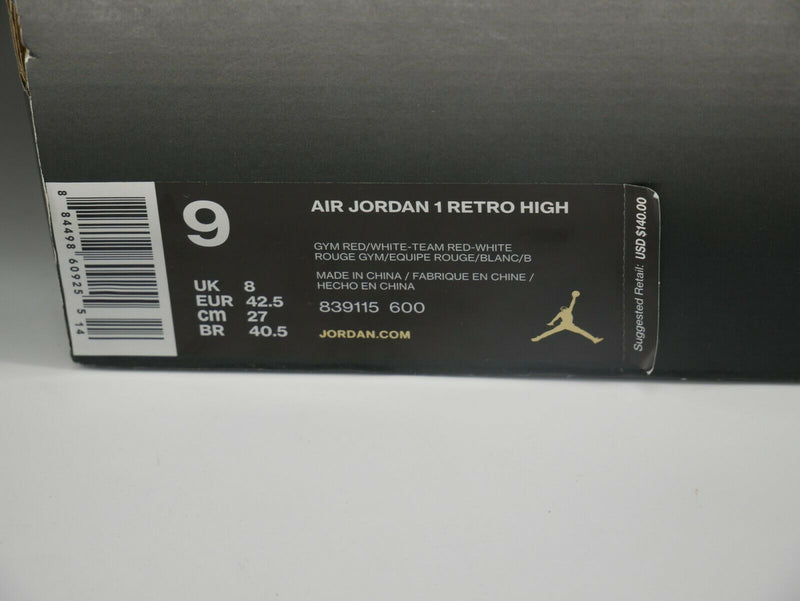 8 84498 60925 5 14
9
UK 8
EUR 42.5
cm 27
BR 40.5
AIR JORDAN 1 RETRO HIGH
GYM RED/WHITE-TEAM RED-WHITE
ROUGE GYM/EQUIPE ROUGE/BLANC/B
MADE IN CHINA / FABRIQUE EN CHINE /
HECHO EN CHINA
839115 600
JORDAN.COM
Suggested Retail: USD $140.00